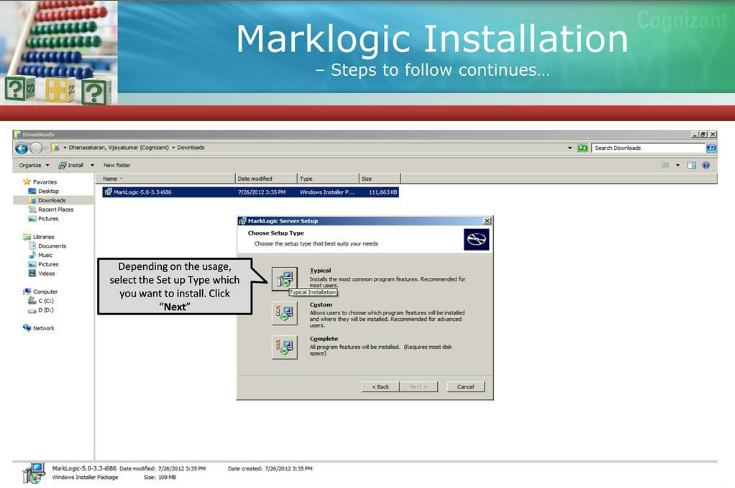 Cognizant
Marklogic Installation
– Steps to follow continues…
Downloads
Dhanasekaran, Vijayakumar (Cognizant) Downloads
Search Downloads
Organize Install New folder
Name Date modified Type Size
MarkLogic-5.0-3.3-i686 7/26/2012 3:35 PM Windows Installer P... 111,663 KB
Favorites
Desktop
Downloads
Recent Places
Pictures
Libraries
Documents
Music
Pictures
Videos
Computer
C (C:)
D (D:)
Network
MarkLogic Server Setup
Choose Setup Type
Choose the setup type that best suits your needs
Depending on the usage,
select the Set up Type which
you want to install. Click
“Next”
Typical
Installs the most common program features. Recommended for
most users.
Typical Installation
Custom
Allows users to choose which program features will be installed
and where they will be installed. Recommended for advanced
users.
Complete
All program features will be installed. (Requires most disk
space)
< Back Next > Cancel
MarkLogic-5.0-3.3-i686 Date modified: 7/26/2012 3:35 PM Date created: 7/26/2012 3:35 PM
Windows Installer Package Size: 109 MB